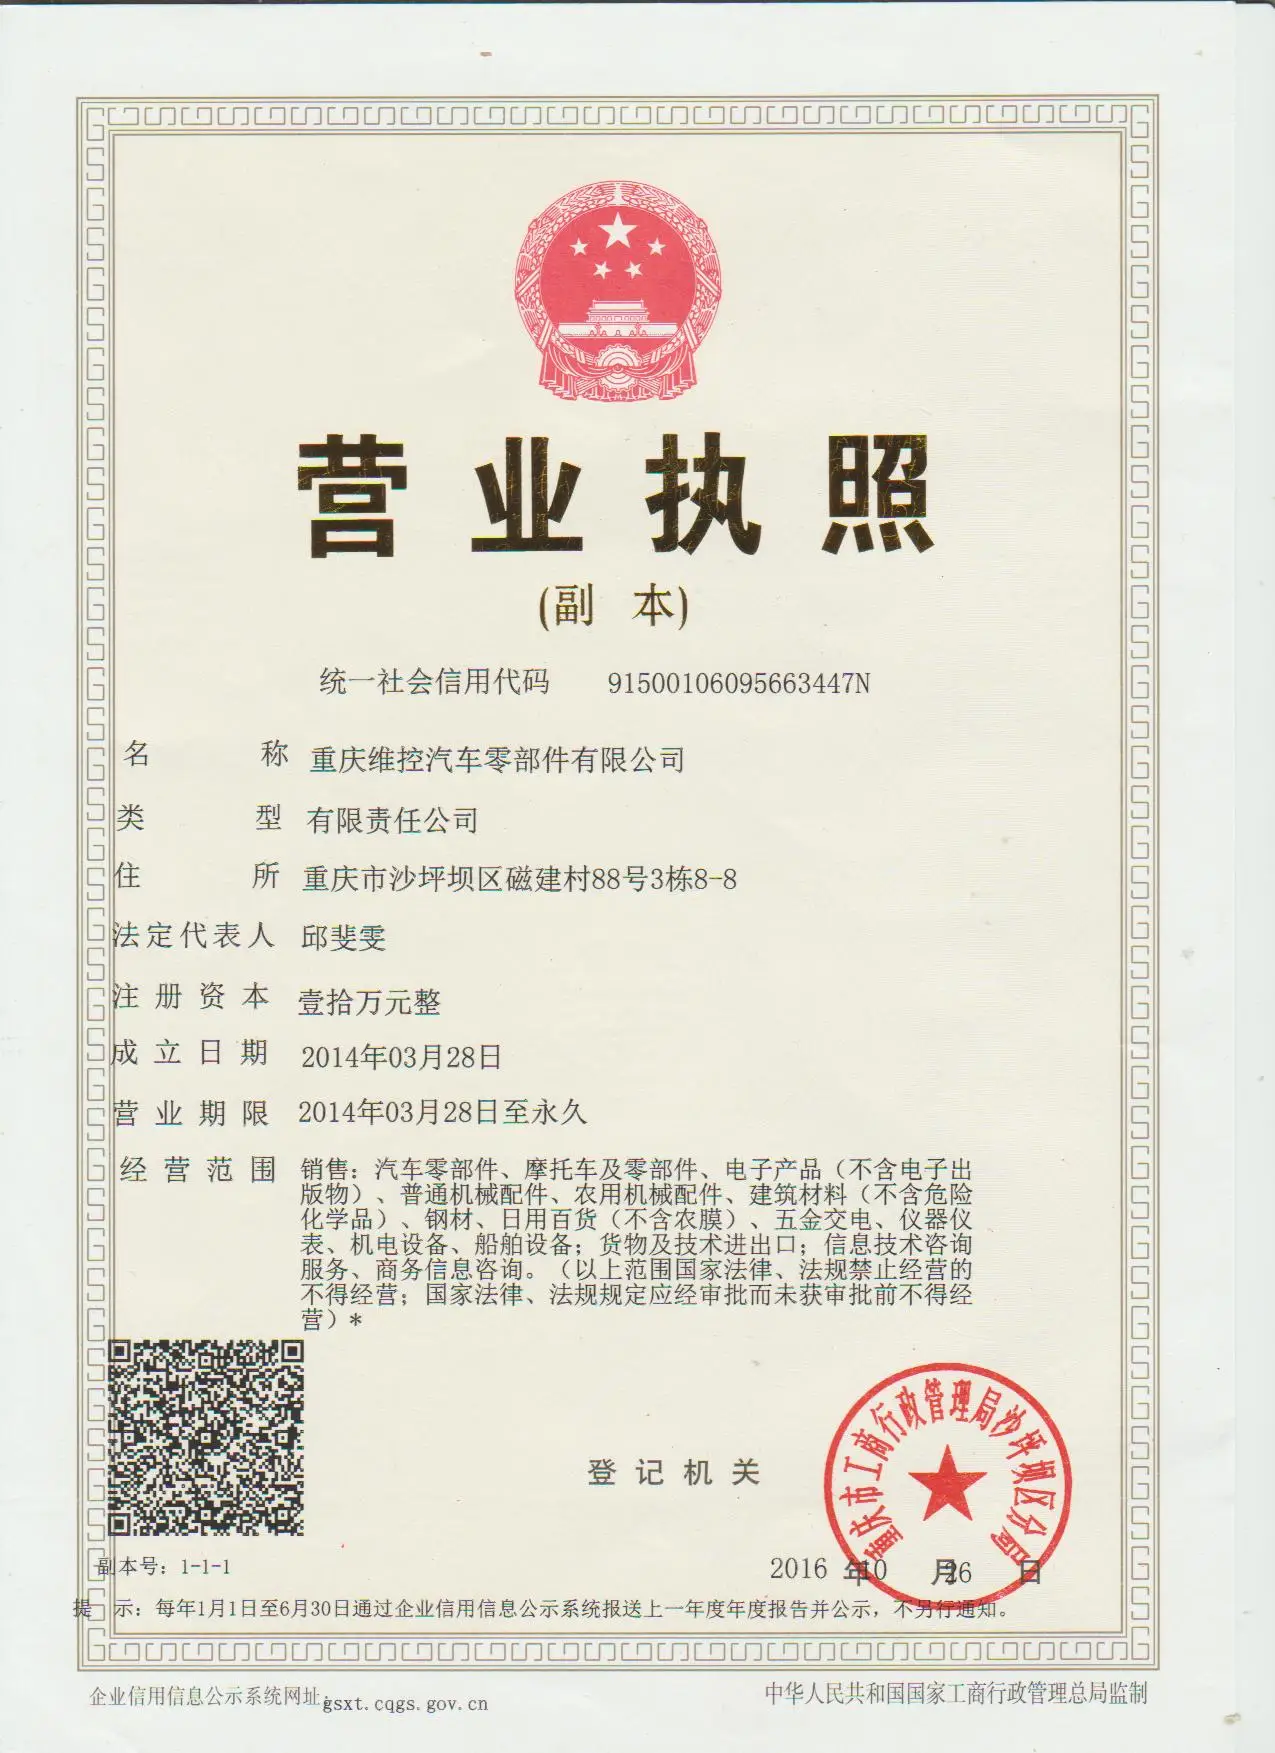 营业执照
(副 本)
统一社会信用代码 91500106095663447N
名 称 重庆维控汽车零部件有限公司
类 型 有限责任公司
住 所 重庆市沙坪坝区磁建村88号3栋8-8
法定代表人 邱斐雯
注册资本 壹拾万元整
成立日期 2014年03月28日
营业期限 2014年03月28日至永久
经营范围 销售：汽车零部件、摩托车及零部件、电子产品（不含电子出
版物）、普通机械配件、农用机械配件、建筑材料（不含危险
化学品）、钢材、日用百货（不含农膜）、五金交电、仪器仪
表、机电设备、船舶设备；货物及技术进出口；信息技术咨询
服务、商务信息咨询。（以上范围国家法律、法规禁止经营的
不得经营；国家法律、法规规定应经审批而未获审批前不得经
营）*
重庆市工商行政管理局沙坪坝区分局
登记机关
副本号：1-1-1
2016 年10 月26 日
提 示：每年1月1日至6月30日通过企业信用信息公示系统报送上一年度年度报告并公示，不另行通知。
企业信用信息公示系统网址：gsxt.cqgs.gov.cn
中华人民共和国国家工商行政管理总局监制